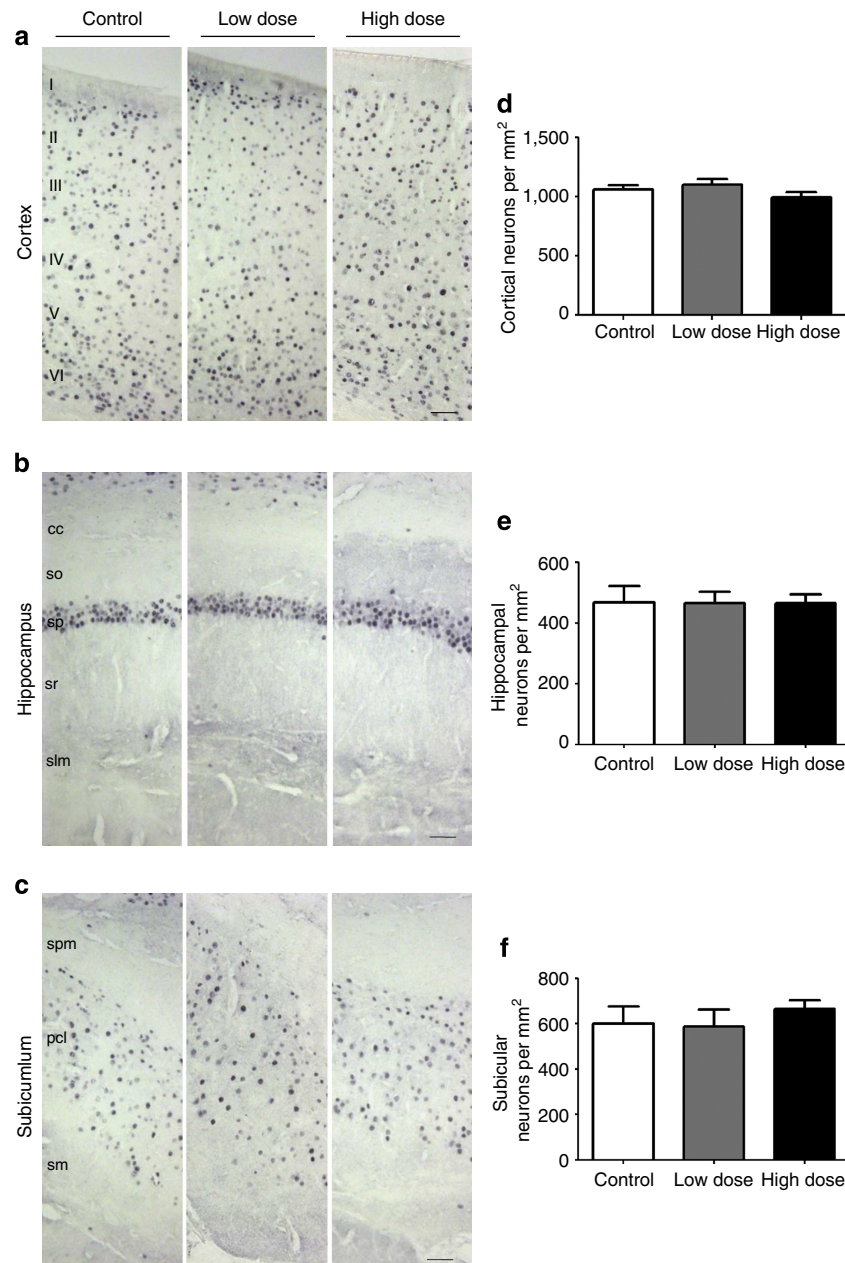 Control Low dose High dose
a
Cortex
I
II
III
IV
V
VI
d
Cortical neurons per mm2
1,500
1,000
500
0
Control Low dose High dose
b
Hippocampus
cc
so
sp
sr
slm
e
Hippocampal
neurons per mm2
600
400
200
0
Control Low dose High dose
c
Subicumlum
spm
pcl
sm
f
Subicular
neurons per mm2
800
600
400
200
0
Control Low dose High dose